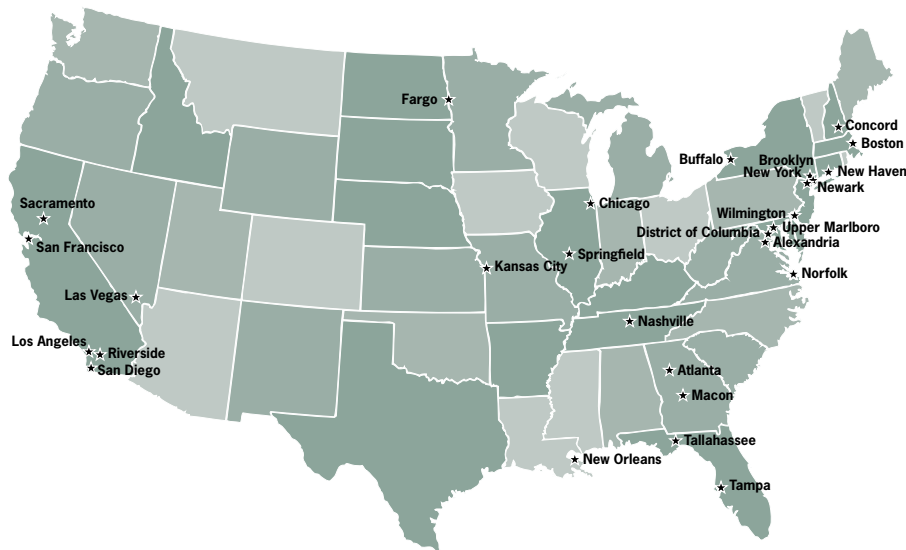 Fargo
Concord
Boston
Buffalo
Brooklyn
New York
New Haven
Newark
Sacramento
Chicago
Wilmington
Upper Marlboro
District of Columbia
Alexandria
San Francisco
Springfield
Kansas City
Norfolk
Las Vegas
Nashville
Los Angeles
Riverside
San Diego
Atlanta
Macon
Tallahassee
New Orleans
Tampa